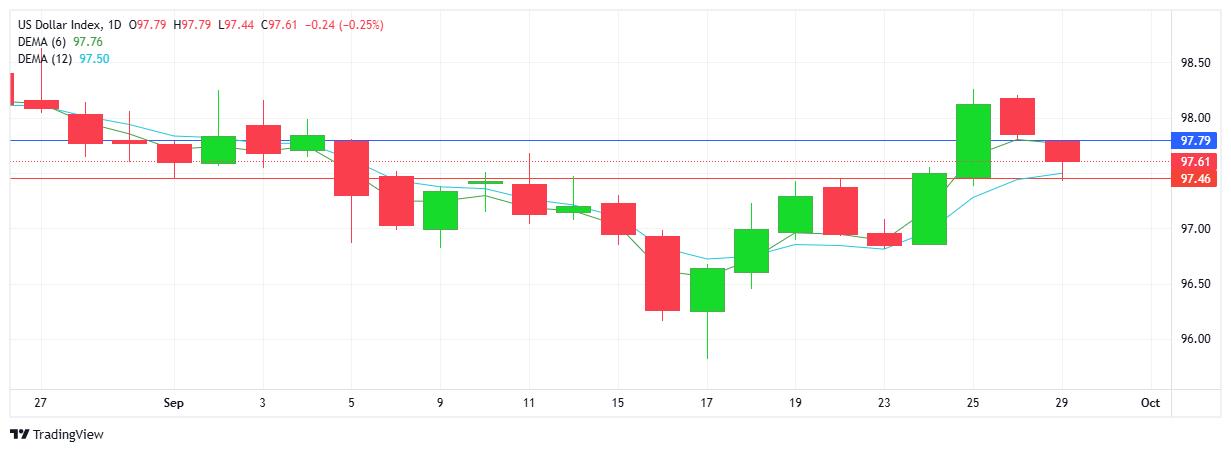 US Dollar Index, 1D O97.79 H97.79 L97.44 C97.61 −0.24 (−0.25%)
DEMA (6) 97.76
DEMA (12) 97.50
98.50
98.00
97.79
97.61
97.46
97.00
96.50
96.00
27 Sep 3 5 9 11 15 17 19 23 25 29 Oct
TradingView